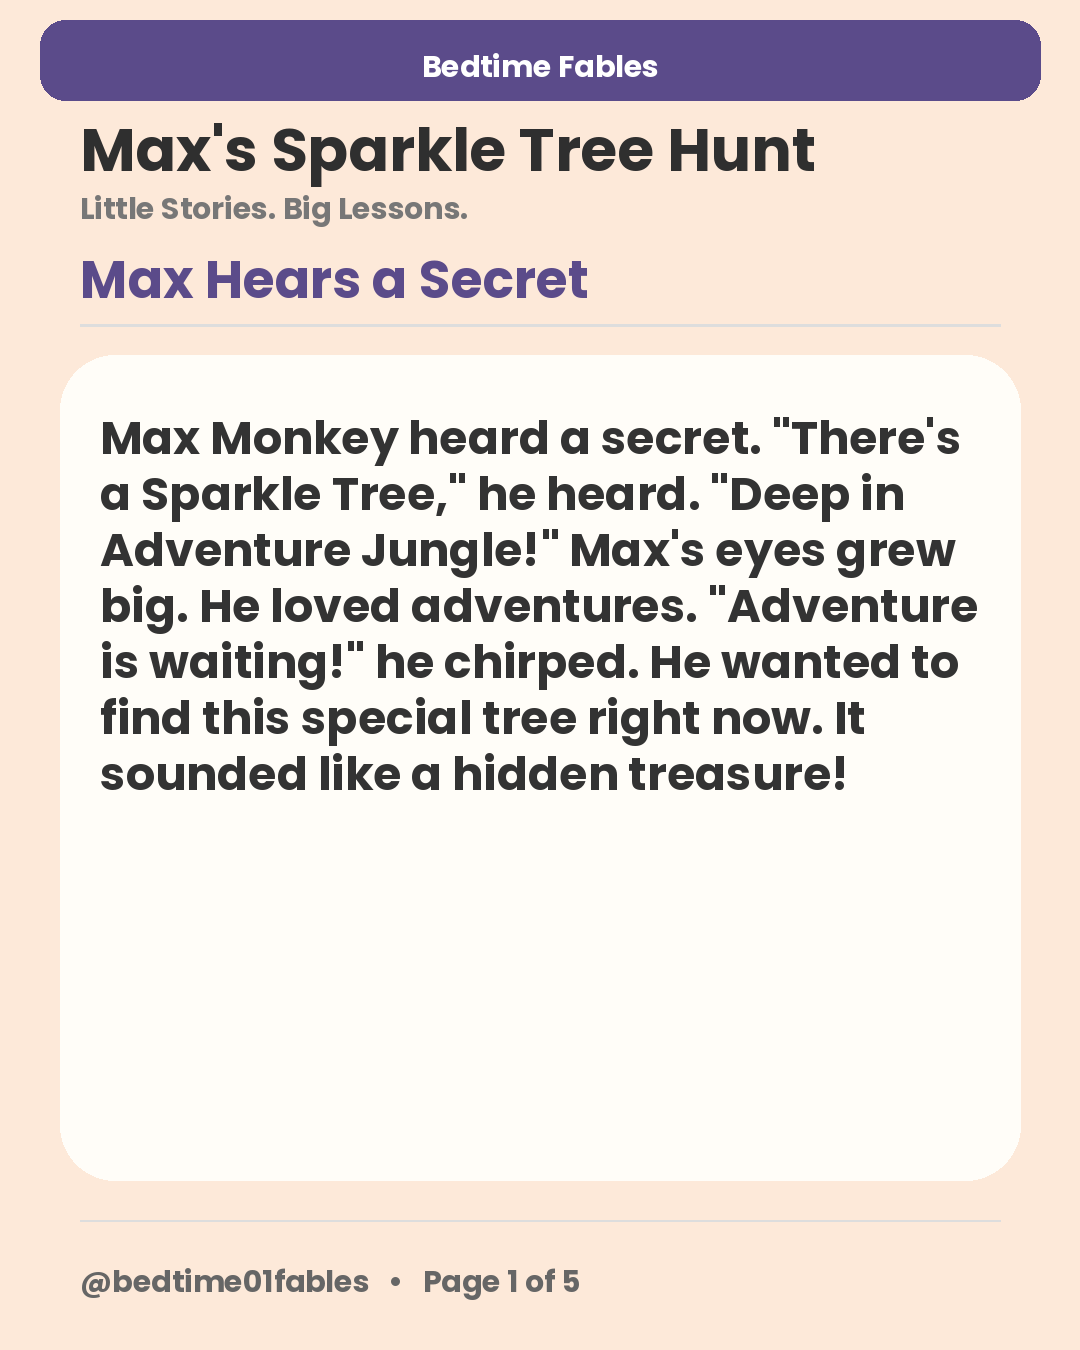 Bedtime Fables
Max's Sparkle Tree Hunt
Little Stories. Big Lessons.
Max Hears a Secret
Max Monkey heard a secret. "There's
a Sparkle Tree," he heard. "Deep in
Adventure Jungle!" Max's eyes grew
big. He loved adventures. "Adventure
is waiting!" he chirped. He wanted to
find this special tree right now. It
sounded like a hidden treasure!
@bedtime01fables • Page 1 of 5